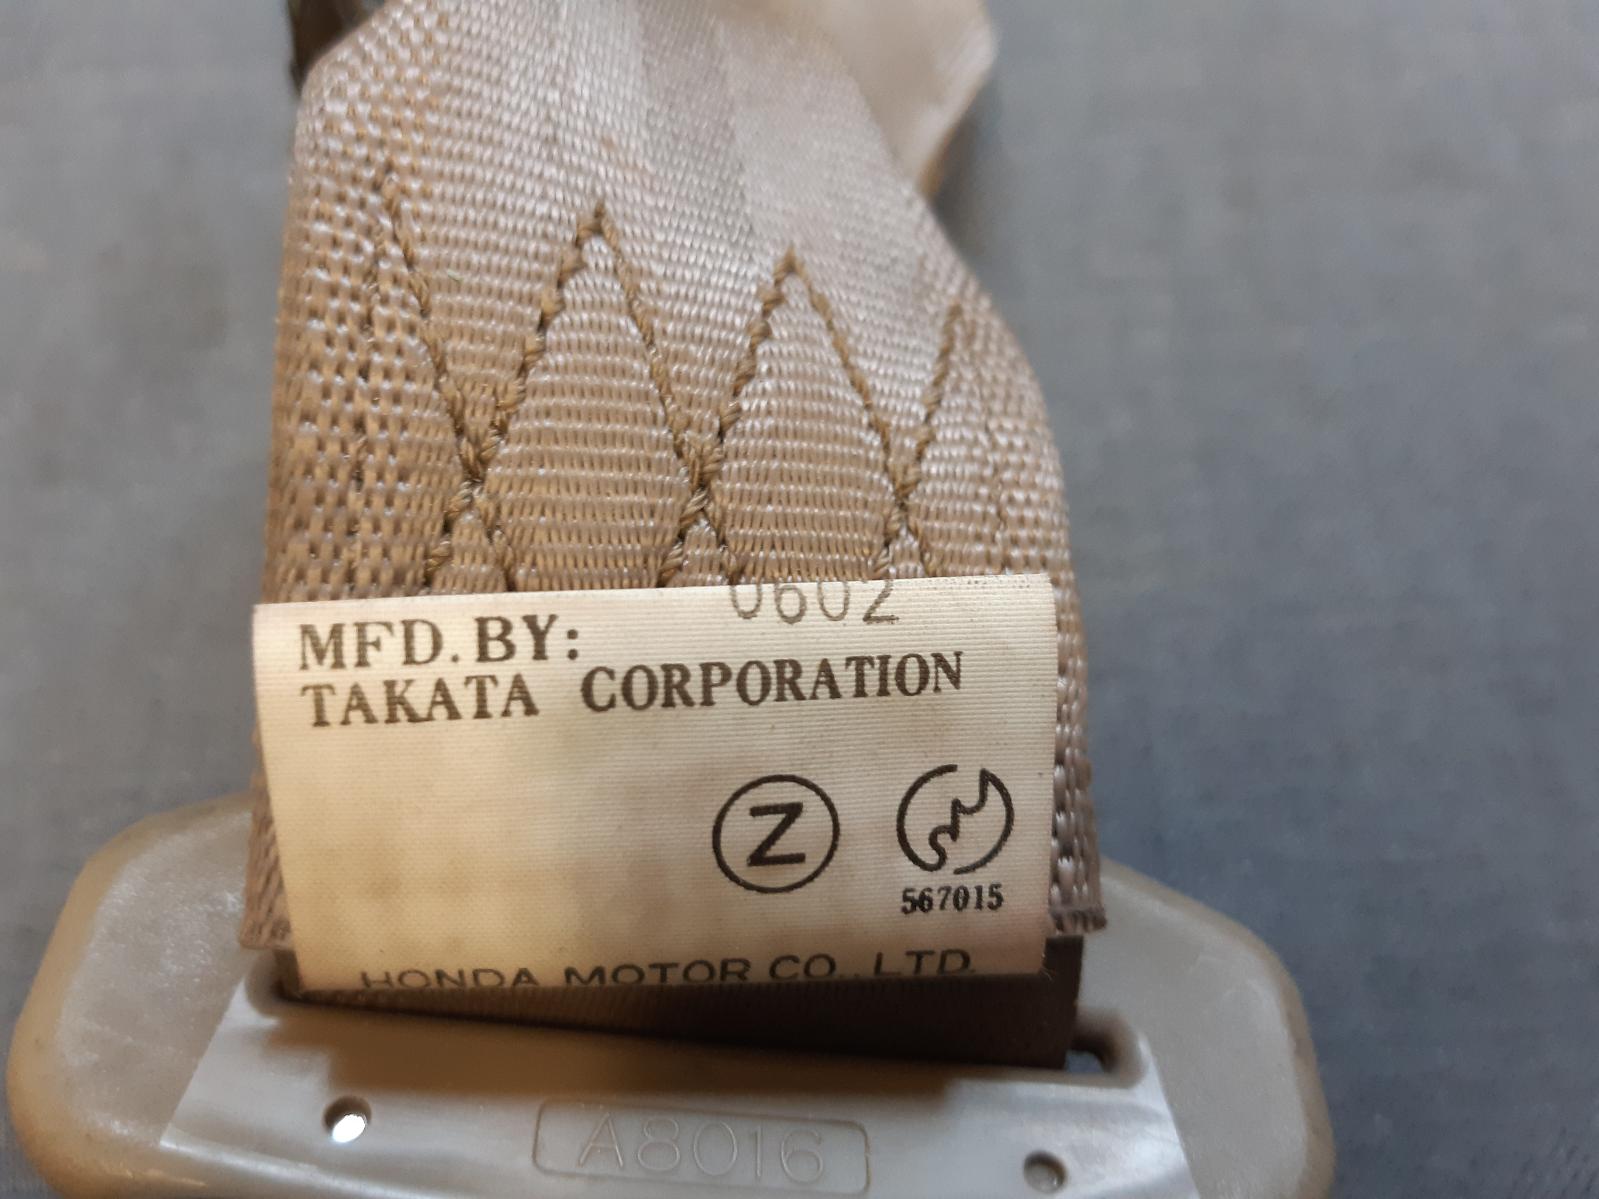 0602
MFD. BY:
TAKATA CORPORATION
Z
567015
HONDA MOTOR CO., LTD.
A8016